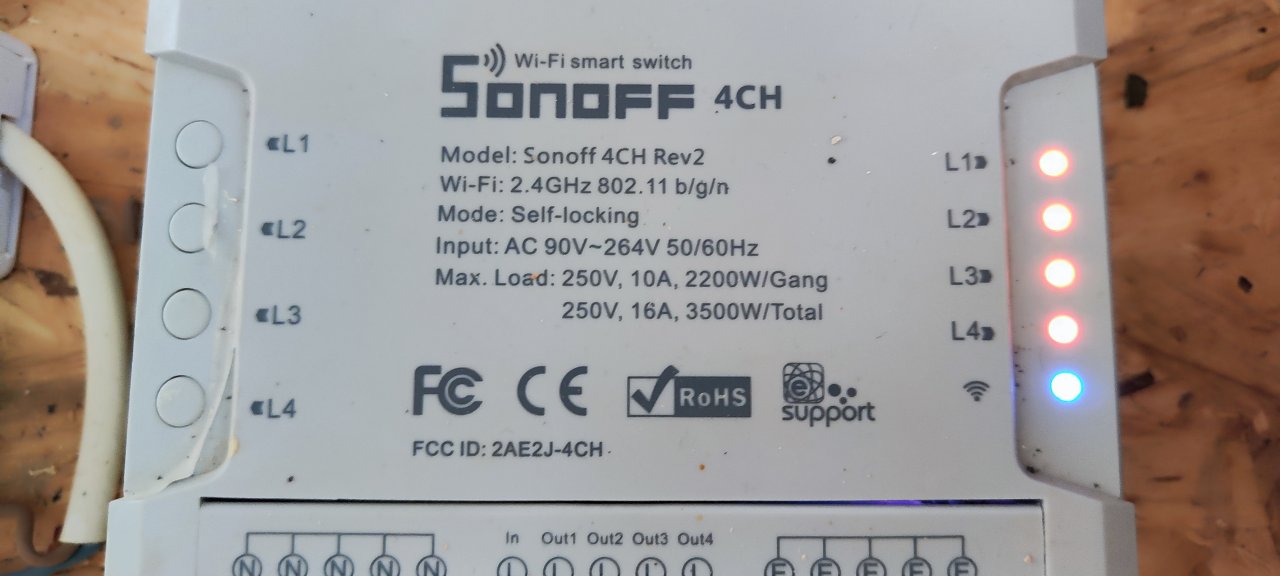 Wi-Fi smart switch
SONOFF 4CH
Model: Sonoff 4CH Rev2
Wi-Fi: 2.4GHz 802.11 b/g/n
Mode: Self-locking
Input: AC 90V~264V 50/60Hz
Max. Load: 250V, 10A, 2200W/Gang
250V, 16A, 3500W/Total
L1
L2
L3
L4
L1
L2
L3
L4
FC CE RoHS e support
FCC ID: 2AE2J-4CH
In Out1 Out2 Out3 Out4
N N N N N L L L L L E E E E E